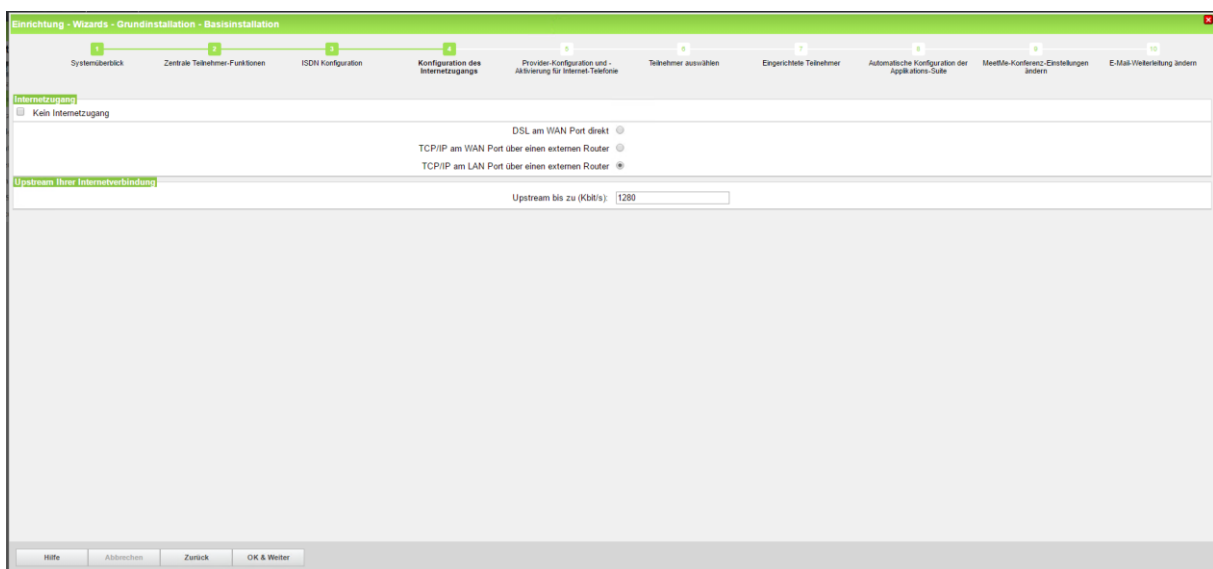 Einrichtung - Wizards - Grundinstallation - Basisinstallation
1
Systemüberblick
2
Zentrale Teilnehmer-Funktionen
3
ISDN Konfiguration
4
Konfiguration des
Internetzugangs
5
Provider-Konfiguration und -
Aktivierung für Internet-Telefonie
6
Teilnehmer auswählen
7
Eingerichtete Teilnehmer
8
Automatische Konfiguration der
Applikations-Suite
9
MeetMe-Konferenz-Einstellungen
ändern
10
E-Mail-Weiterleitung ändern
Internetzugang
Kein Internetzugang
DSL am WAN Port direkt
TCP/IP am WAN Port über einen externen Router
TCP/IP am LAN Port über einen externen Router
Upstream Ihrer Internetverbindung
Upstream bis zu (Kbit/s): 1280
Hilfe Abbrechen Zurück OK & Weiter